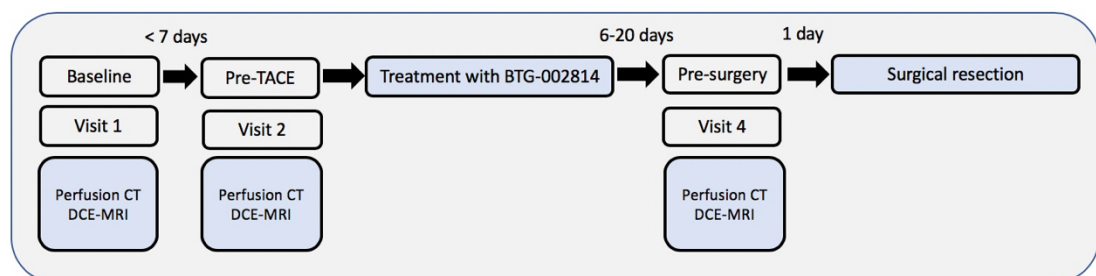 < 7 days
6-20 days
1 day
Baseline
Pre-TACE
Treatment with BTG-002814
Pre-surgery
Surgical resection
Visit 1
Visit 2
Visit 4
Perfusion CT
DCE-MRI
Perfusion CT
DCE-MRI
Perfusion CT
DCE-MRI